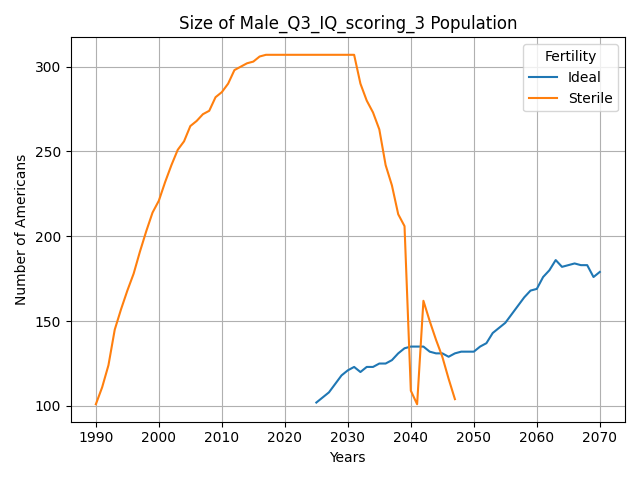 Size of Male_Q3_IQ_scoring_3 Population
Fertility
Ideal
Sterile
Number of Americans
300
250
200
150
100
1990
2000
2010
2020
2030
2040
2050
2060
2070
Years